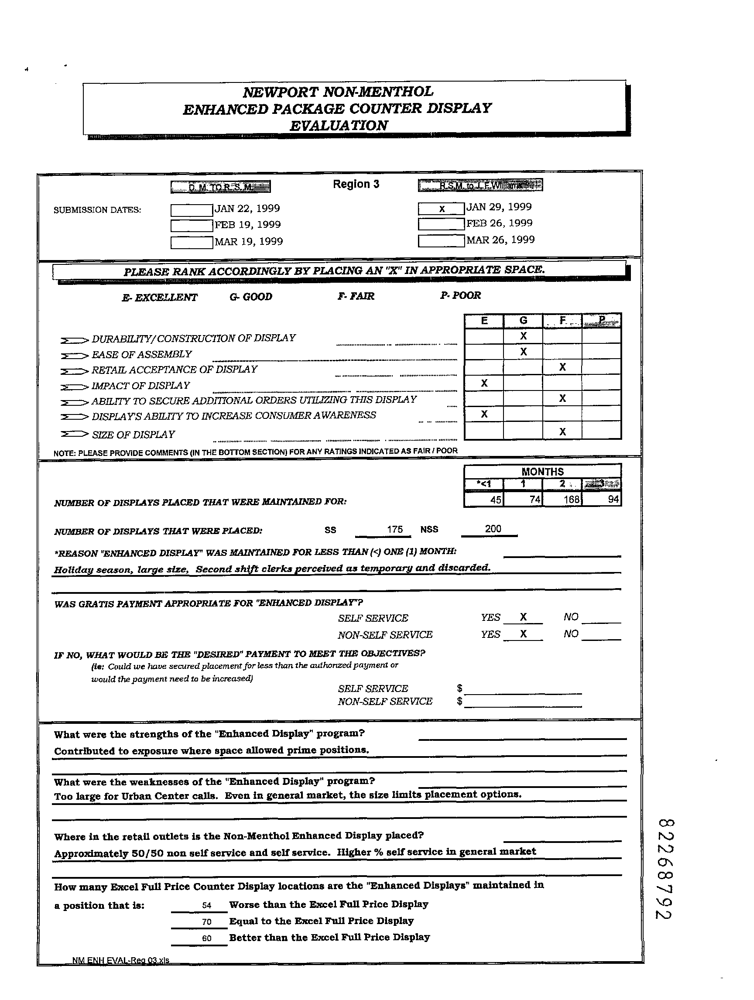 NEWPORT NON-MENTHOL
ENHANCED PACKAGE COUNTER DISPLAY
EVALUATION
D. M. TO R. S. M. Region 3 R.S.M. to L.F.Williams
SUBMISSION DATES: JAN 22, 1999 X JAN 29, 1999
FEB 19, 1999 FEB 26, 1999
MAR 19, 1999 MAR 26, 1999
PLEASE RANK ACCORDINGLY BY PLACING AN "X" IN APPROPRIATE SPACE.
E- EXCELLENT G- GOOD F- FAIR P- POOR
E G F P
DURABILITY/CONSTRUCTION OF DISPLAY X
EASE OF ASSEMBLY X
RETAIL ACCEPTANCE OF DISPLAY X
IMPACT OF DISPLAY X
ABILITY TO SECURE ADDITIONAL ORDERS UTILIZING THIS DISPLAY X
DISPLAY'S ABILITY TO INCREASE CONSUMER AWARENESS X
SIZE OF DISPLAY X
NOTE: PLEASE PROVIDE COMMENTS (IN THE BOTTOM SECTION) FOR ANY RATINGS INDICATED AS FAIR / POOR
MONTHS
*<1 1 2 3
NUMBER OF DISPLAYS PLACED THAT WERE MAINTAINED FOR: 45 74 168 94
NUMBER OF DISPLAYS THAT WERE PLACED: SS 175 NSS 200
*REASON "ENHANCED DISPLAY" WAS MAINTAINED FOR LESS THAN (<) ONE (1) MONTH:
Holiday season, large size, Second shift clerks perceived as temporary and discarded.
WAS GRATIS PAYMENT APPROPRIATE FOR "ENHANCED DISPLAY"?
SELF SERVICE YES X NO
NON-SELF SERVICE YES X NO
IF NO, WHAT WOULD BE THE "DESIRED" PAYMENT TO MEET THE OBJECTIVES?
(ie: Could we have secured placement for less than the authorized payment or
would the payment need to be increased)
SELF SERVICE $
NON-SELF SERVICE $
What were the strengths of the "Enhanced Display" program?
Contributed to exposure where space allowed prime positions.
What were the weaknesses of the "Enhanced Display" program?
Too large for Urban Center calls. Even in general market, the size limits placement options.
Where in the retail outlets is the Non-Menthol Enhanced Display placed?
Approximately 50/50 non self service and self service. Higher % self service in general market
How many Excel Full Price Counter Display locations are the "Enhanced Displays" maintained in
a position that is: 54 Worse than the Excel Full Price Display
70 Equal to the Excel Full Price Display
60 Better than the Excel Full Price Display
NM ENH EVAL-Reg 03.xls
82268792